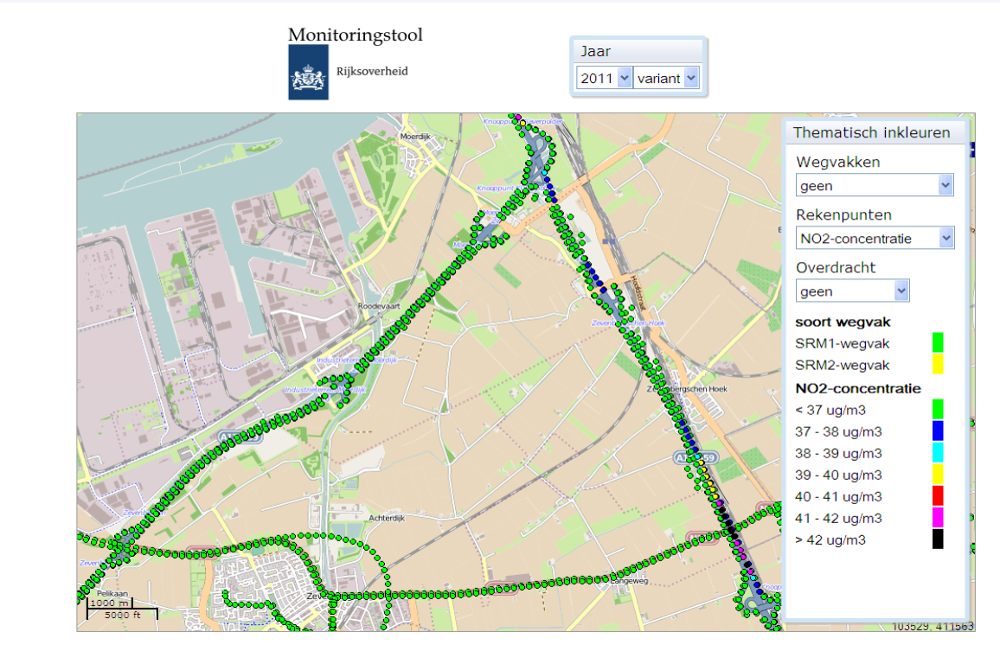 Monitoringstool
Rijksoverheid
Jaar
2011 variant
Moerdijk
Roodevaart
Hoofdstraat
Achterdijk
Langeweg
Pelikaan
1000 m
5000 ft
103529, 411563
Thematisch inkleuren
Wegvakken
geen
Rekenpunten
NO2-concentratie
Overdracht
geen
soort wegvak
SRM1-wegvak
SRM2-wegvak
NO2-concentratie
< 37 ug/m3
37 - 38 ug/m3
38 - 39 ug/m3
39 - 40 ug/m3
40 - 41 ug/m3
41 - 42 ug/m3
> 42 ug/m3